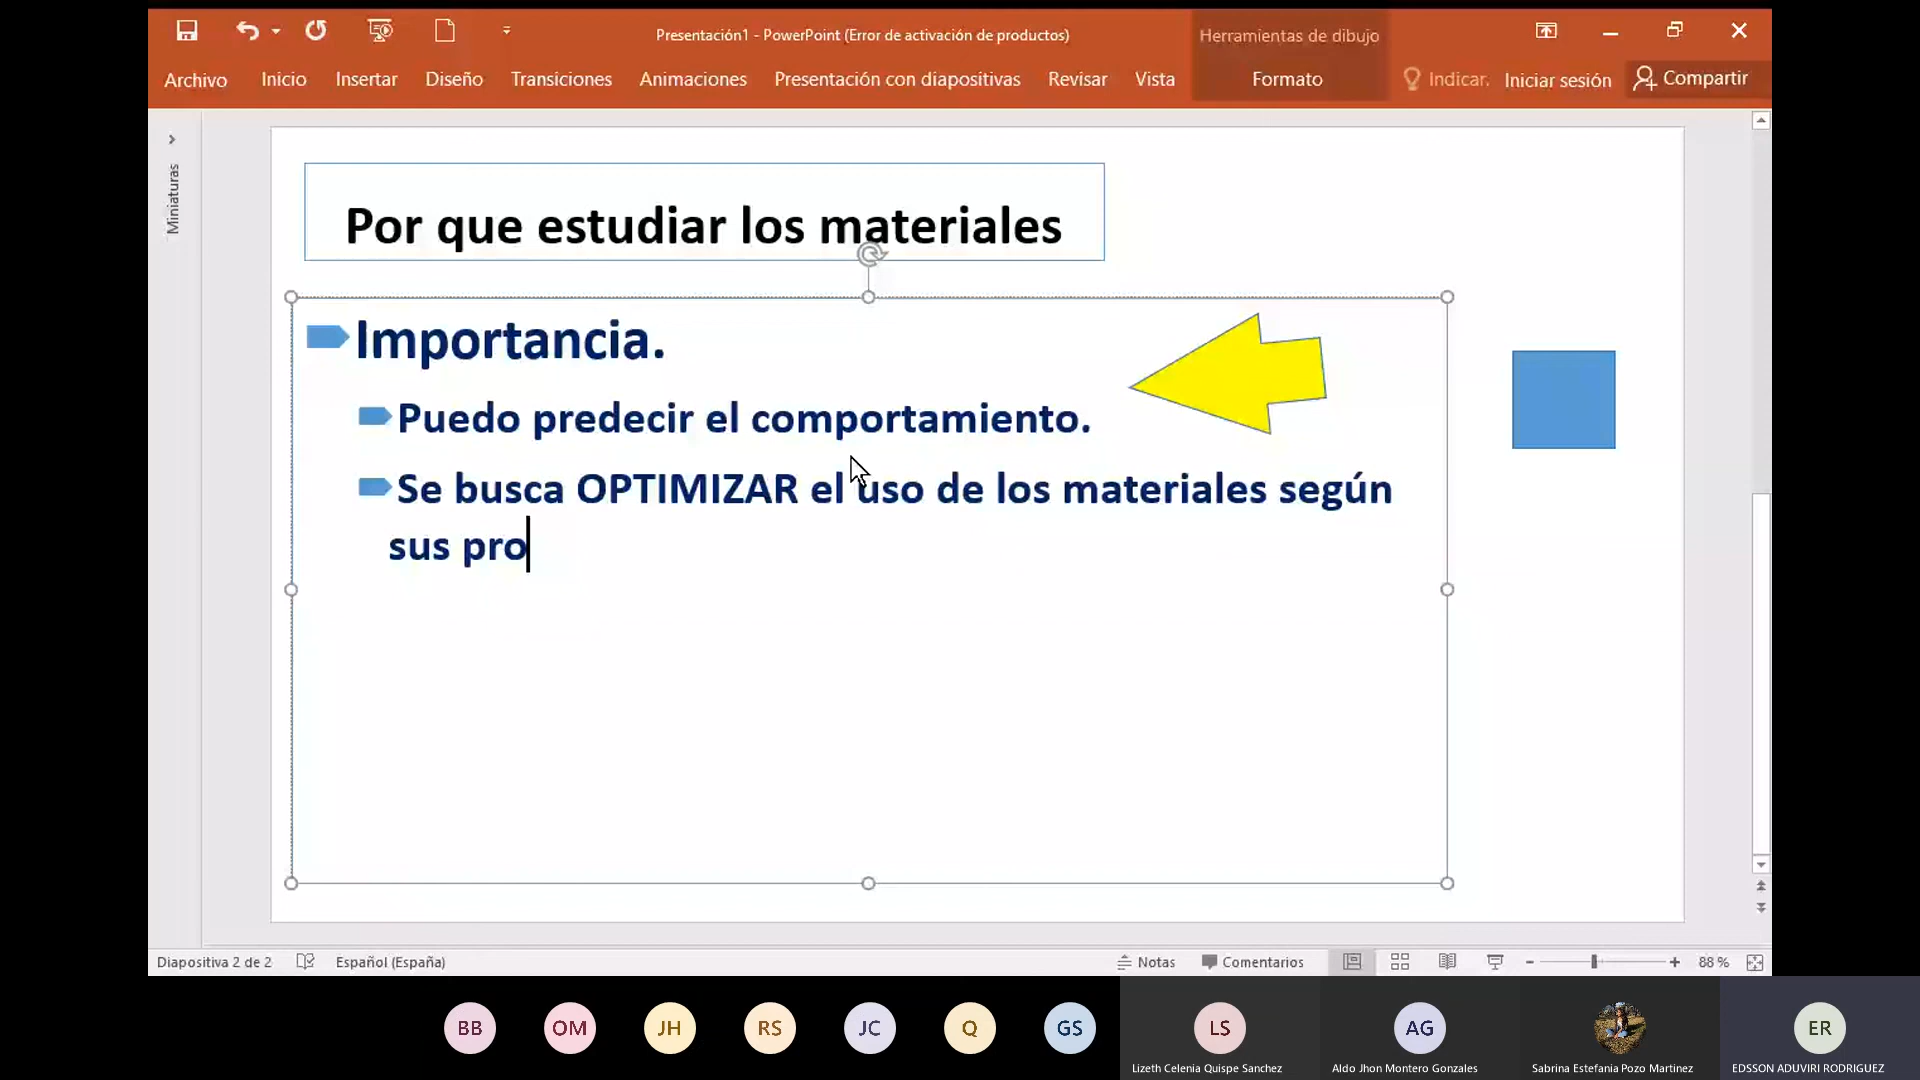 Presentación1 - PowerPoint (Error de activación de productos)
Herramientas de dibujo
Archivo Inicio Insertar Diseño Transiciones Animaciones Presentación con diapositivas Revisar Vista Formato Indicar. Iniciar sesión Compartir
Miniaturas
Por que estudiar los materiales
Importancia.
Puedo predecir el comportamiento.
Se busca OPTIMIZAR el uso de los materiales según
sus pro
Diapositiva 2 de 2 Español (España) Notas Comentarios 88 %
BB OM JH RS JC Q GS LS AG ER
Lizeth Celenia Quispe Sanchez Aldo Jhon Montero Gonzales Sabrina Estefania Pozo Martinez EDSSON ADUVIRI RODRIGUEZ